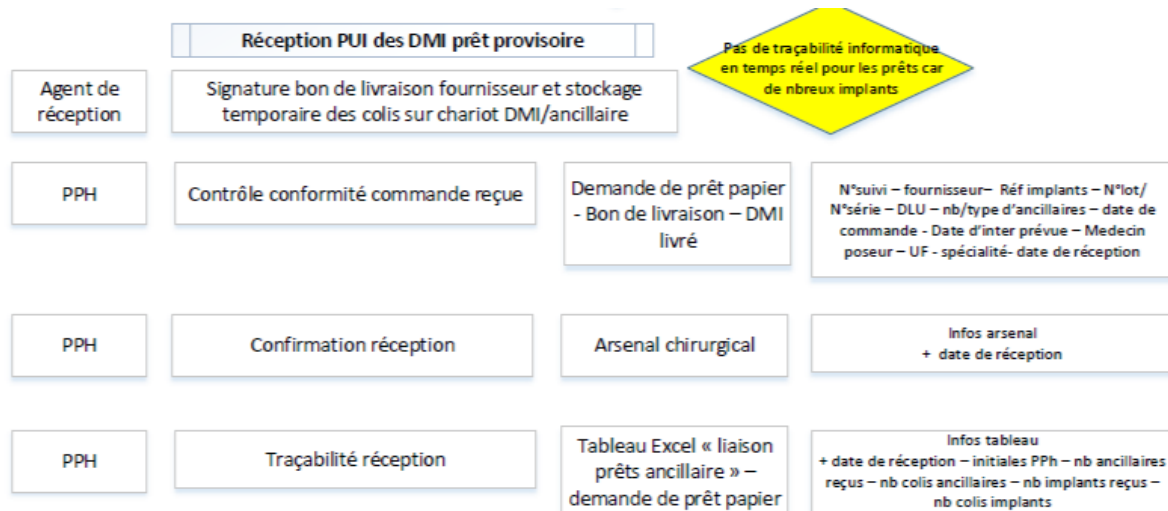 Réception PUI des DMI prêt provisoire
Pas de traçabilité informatique
en temps réel pour les prêts car
de nbreux implants
Agent de
réception
Signature bon de livraison fournisseur et stockage
temporaire des colis sur chariot DMI/ancillaire
PPH
Contrôle conformité commande reçue
Demande de prêt papier
- Bon de livraison – DMI
livré
N°suivi – fournisseur– Réf implants – N°lot/
N°série – DLU – nb/type d'ancillaires – date de
commande - Date d'inter prévue – Medecin
poseur – UF - spécialité- date de réception
PPH
Confirmation réception
Arsenal chirurgical
Infos arsenal
+ date de réception
PPH
Traçabilité réception
Tableau Excel « liaison
prêts ancillaire » –
demande de prêt papier
Infos tableau
+ date de réception – initiales PPh – nb ancillaires
reçus – nb colis ancillaires – nb implants reçus –
nb colis implants